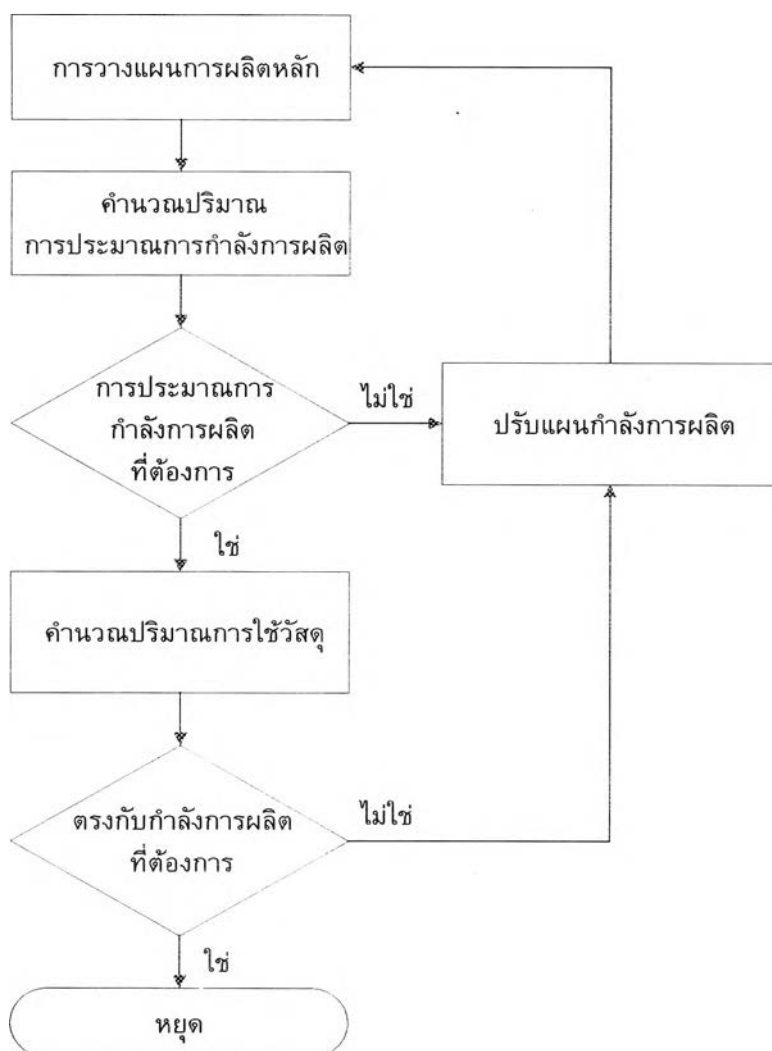 การวางแผนการผลิตหลัก
คำนวณปริมาณ
การประมาณการกำลังการผลิต
การประมาณการ
กำลังการผลิต
ที่ต้องการ
ไม่ใช่
ปรับแผนกำลังการผลิต
ใช่
คำนวณปริมาณการใช้วัสดุ
ตรงกับกำลังการผลิต
ที่ต้องการ
ไม่ใช่
ใช่
หยุด